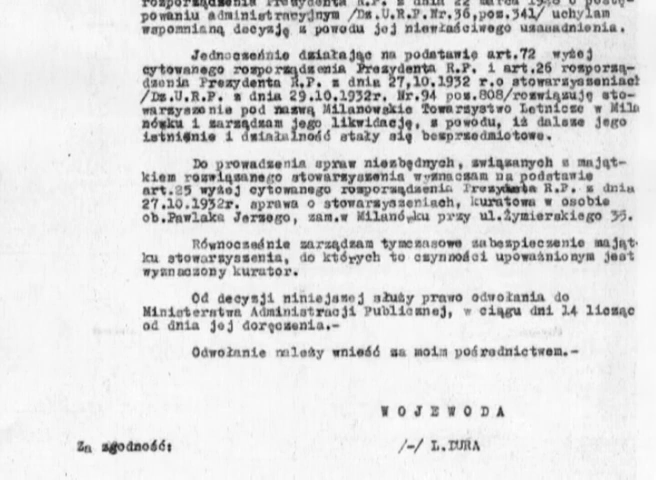 rozporządzenia Prezydenta R.P. z dnia 22 marca 1928 o postę-
powaniu administracyjnym /Dz.U.R.P.Nr.36,poz.341/ uchylam
wspomnianą decyzję z powodu jej niewłaściwego uzasadnienia.
Jednocześnie działając na podstawie art.72 wyżej
cytowanego rozporządzenia Prezydenta R.P. i art.26 rozporzą-
dzenia Prezydenta R.P. z dnia 27,10.1932 r.o stowarzyszeniach
/Dz.U.R.P. z dnia 29.10.1932r. Nr.94 poz.808/rozwiązuję sto-
warzyszenie pod nazwą Milanowskie Towarzystwo Letnicze w Mila
nówku i zarządzam jego likwidację, z powodu, iż dalsze jego
istnienie i działalność stały się bezprzedmiotowe.
Do prowadzenia spraw niezbędnych, związanych z mająt-
kiem rozwiązanego stowarzyszenia wyznaczam na podstawie
art.25 wyżej cytowanego rozporządzenia Prezydenta R.P. z dnia
27.10.1932r. sprawa o stowarzyszeniach, kuratowa w osobie
ob.Pawlaka Jerzego, zam.w Milanówku przy ul.Żymierskiego 35.
Równocześnie zarządzam tymczasowe zabezpieczenie mająt-
ku stowarzyszenia, do których to czynności upoważnionym jest
wyznaczony kurator.
Od decyzji niniejszej służy prawo odwołania do
Ministerstwa Administracji Publicznej, w ciągu dni 14 licząc
od dnia jej doręczenia.-
Odwołanie należy wnieść za moim pośrednictwem.-
W O J E W O D A
Za zgodność: /-/ L.DURA